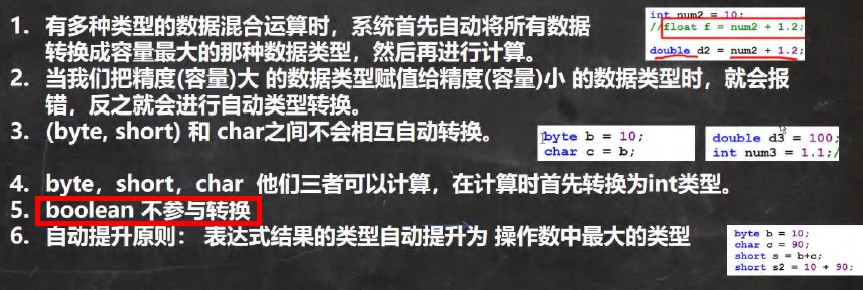 1. 有多种类型的数据混合运算时，系统首先自动将所有数据
转换成容量最大的那种数据类型，然后再进行计算。
int num2 = 10;
//float f = num2 + 1.2;
double d2 = num2 + 1.2;
2. 当我们把精度(容量)大 的数据类型赋值给精度(容量)小 的数据类型时，就会报
错，反之就会进行自动类型转换。
3. (byte, short) 和 char之间不会相互自动转换。
byte b = 10;
char c = b;
double d3 = 100;
int num3 = 1.1;/
4. byte，short，char 他们三者可以计算，在计算时首先转换为int类型。
5. boolean 不参与转换
6. 自动提升原则： 表达式结果的类型自动提升为 操作数中最大的类型
byte b = 10;
char c = 90;
short s = b+c;
short s2 = 10 + 90;